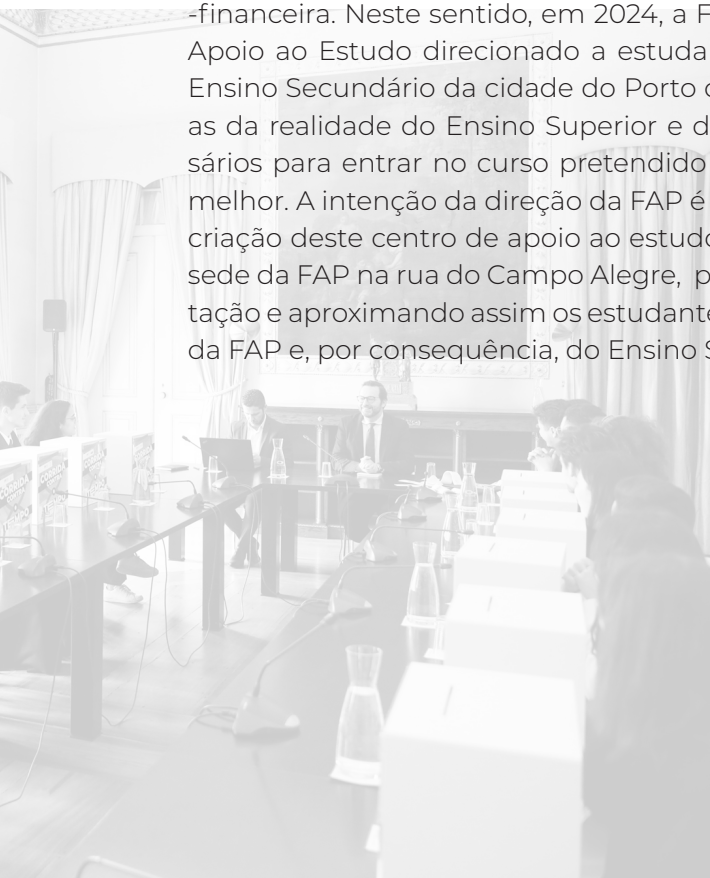 -financeira. Neste sentido, em 2024, a F
Apoio ao Estudo direcionado a estuda
Ensino Secundário da cidade do Porto
as da realidade do Ensino Superior e d
sários para entrar no curso pretendido
melhor. A intenção da direção da FAP é
criação deste centro de apoio ao estudo
sede da FAP na rua do Campo Alegre, p
tação e aproximando assim os estudante
da FAP e, por consequência, do Ensino S